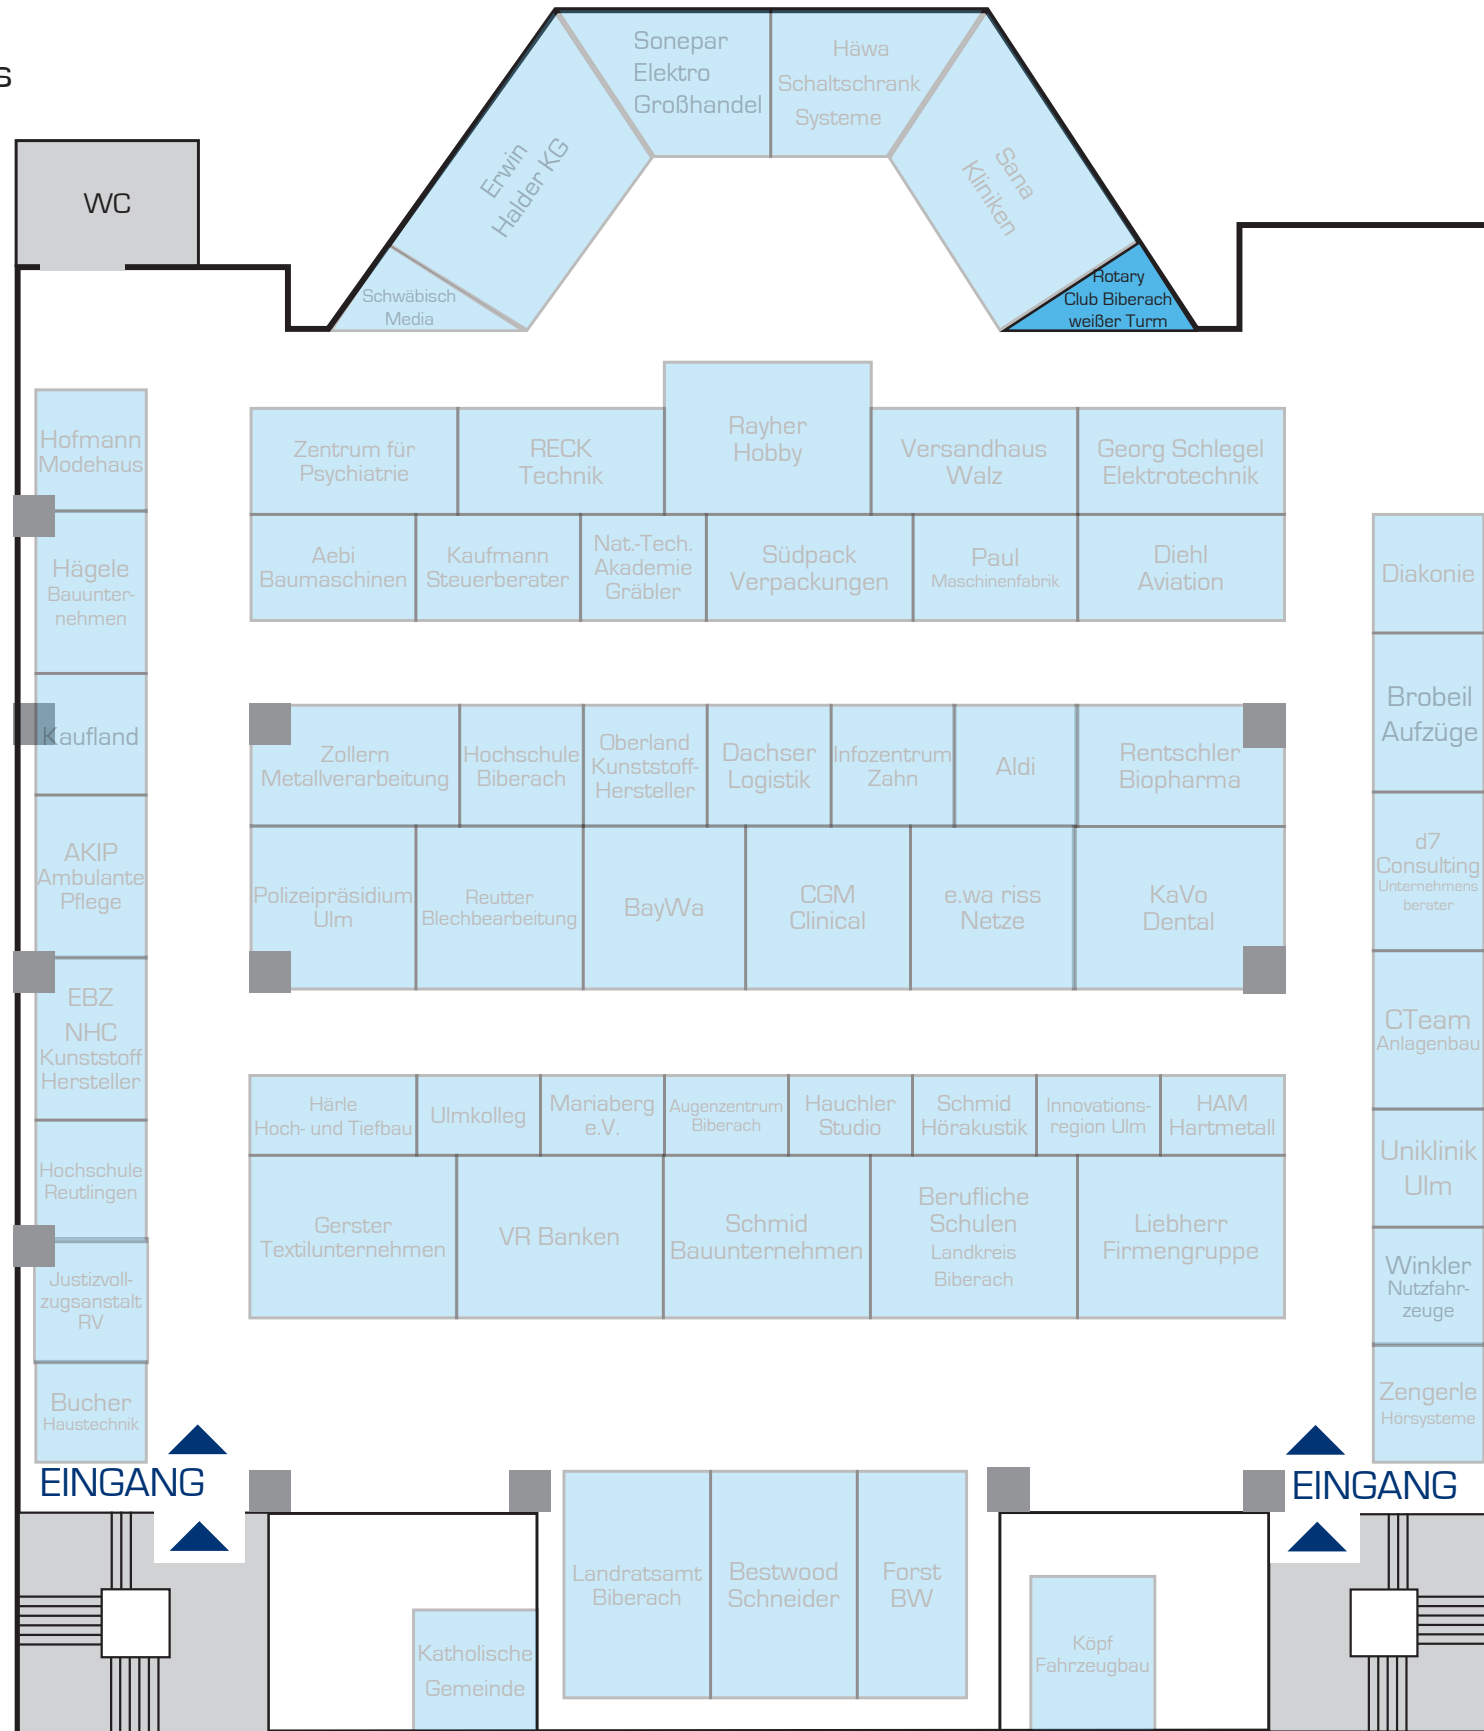 s
Sonepar
Elektro
Großhandel
Häwa
Schaltschrank
Systeme
Erwin
Halder KG
Sana
Kliniken
WC
Schwäbisch
Media
Rotary
Club Biberach
weißer Turm
Hofmann
Modehaus
Hägele
Bauunter-
nehmen
Kaufland
AKIP
Ambulante
Pflege
EBZ
NHC
Kunststoff
Hersteller
Hochschule
Reutlingen
Justizvoll-
zugsanstalt
RV
Bucher
Haustechnik
Zentrum für
Psychiatrie
RECK
Technik
Rayher
Hobby
Versandhaus
Walz
Georg Schlegel
Elektrotechnik
Aebi
Baumaschinen
Kaufmann
Steuerberater
Nat.-Tech.
Akademie
Gräbler
Südpack
Verpackungen
Paul
Maschinenfabrik
Diehl
Aviation
Zollern
Metallverarbeitung
Hochschule
Biberach
Oberland
Kunststoff-
Hersteller
Dachser
Logistik
Infozentrum
Zahn
Aldi
Rentschler
Biopharma
Polizeipräsidium
Ulm
Reutter
Blechbearbeitung
BayWa
CGM
Clinical
e.wa riss
Netze
KaVo
Dental
Härle
Hoch- und Tiefbau
Ulmkolleg
Mariaberg
e.V.
Augenzentrum
Biberach
Hauchler
Studio
Schmid
Hörakustik
Innovations-
region Ulm
HAM
Hartmetall
Gerster
Textilunternehmen
VR Banken
Schmid
Bauunternehmen
Berufliche
Schulen
Landkreis
Biberach
Liebherr
Firmengruppe
Diakonie
Brobeil
Aufzüge
d7
Consulting
Unternehmens
berater
CTeam
Anlagenbau
Uniklinik
Ulm
Winkler
Nutzfahr-
zeuge
Zengerle
Hörsysteme
EINGANG
EINGANG
Landratsamt
Biberach
Bestwood
Schneider
Forst
BW
Katholische
Gemeinde
Köpf
Fahrzeugbau